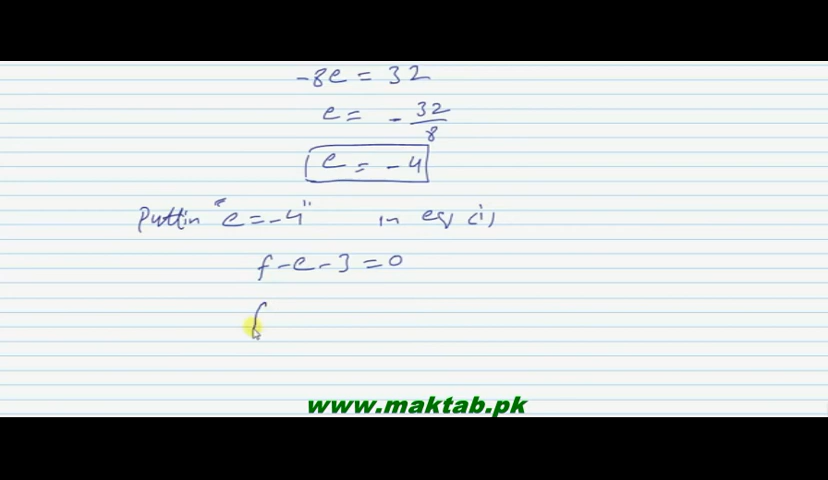 -8e = 32
e = - 32/8
e = - 4
Puttin "e = -4" in eq (i)
f - e - 3 = 0
f
www.maktab.pk